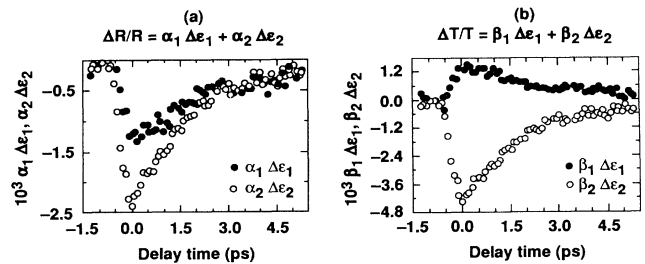 (a)
ΔR/R = α₁ Δε₁ + α₂ Δε₂
10³ α₁ Δε₁, α₂ Δε₂
−0.5
−1.5
−2.5
α₁ Δε₁
α₂ Δε₂
−1.5 0.0 1.5 3.0 4.5
Delay time (ps)
(b)
ΔT/T = β₁ Δε₁ + β₂ Δε₂
10³ β₁ Δε₁, β₂ Δε₂
1.2
0.0
−1.2
−2.4
−3.6
−4.8
β₁ Δε₁
β₂ Δε₂
−1.5 0.0 1.5 3.0 4.5
Delay time (ps)